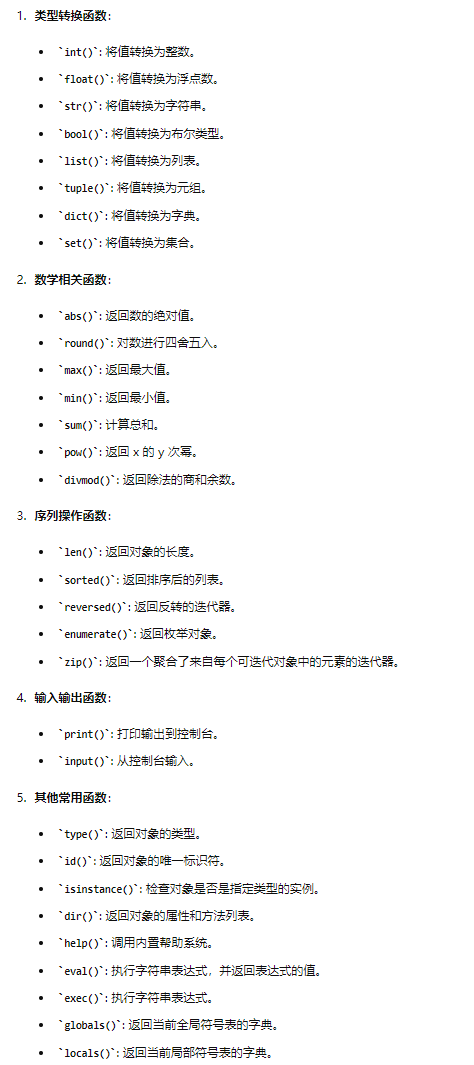 1. 类型转换函数:
• `int()`: 将值转换为整数。
• `float()`: 将值转换为浮点数。
• `str()`: 将值转换为字符串。
• `bool()`: 将值转换为布尔类型。
• `list()`: 将值转换为列表。
• `tuple()`: 将值转换为元组。
• `dict()`: 将值转换为字典。
• `set()`: 将值转换为集合。
2. 数学相关函数:
• `abs()`: 返回数的绝对值。
• `round()`: 对数进行四舍五入。
• `max()`: 返回最大值。
• `min()`: 返回最小值。
• `sum()`: 计算总和。
• `pow()`: 返回 x 的 y 次幂。
• `divmod()`: 返回除法的商和余数。
3. 序列操作函数:
• `len()`: 返回对象的长度。
• `sorted()`: 返回排序后的列表。
• `reversed()`: 返回反转的迭代器。
• `enumerate()`: 返回枚举对象。
• `zip()`: 返回一个聚合了来自每个可迭代对象中的元素的迭代器。
4. 输入输出函数:
• `print()`: 打印输出到控制台。
• `input()`: 从控制台输入。
5. 其他常用函数:
• `type()`: 返回对象的类型。
• `id()`: 返回对象的唯一标识符。
• `isinstance()`: 检查对象是否是指定类型的实例。
• `dir()`: 返回对象的属性和方法列表。
• `help()`: 调用内置帮助系统。
• `eval()`: 执行字符串表达式，并返回表达式的值。
• `exec()`: 执行字符串表达式。
• `globals()`: 返回当前全局符号表的字典。
• `locals()`: 返回当前局部符号表的字典。